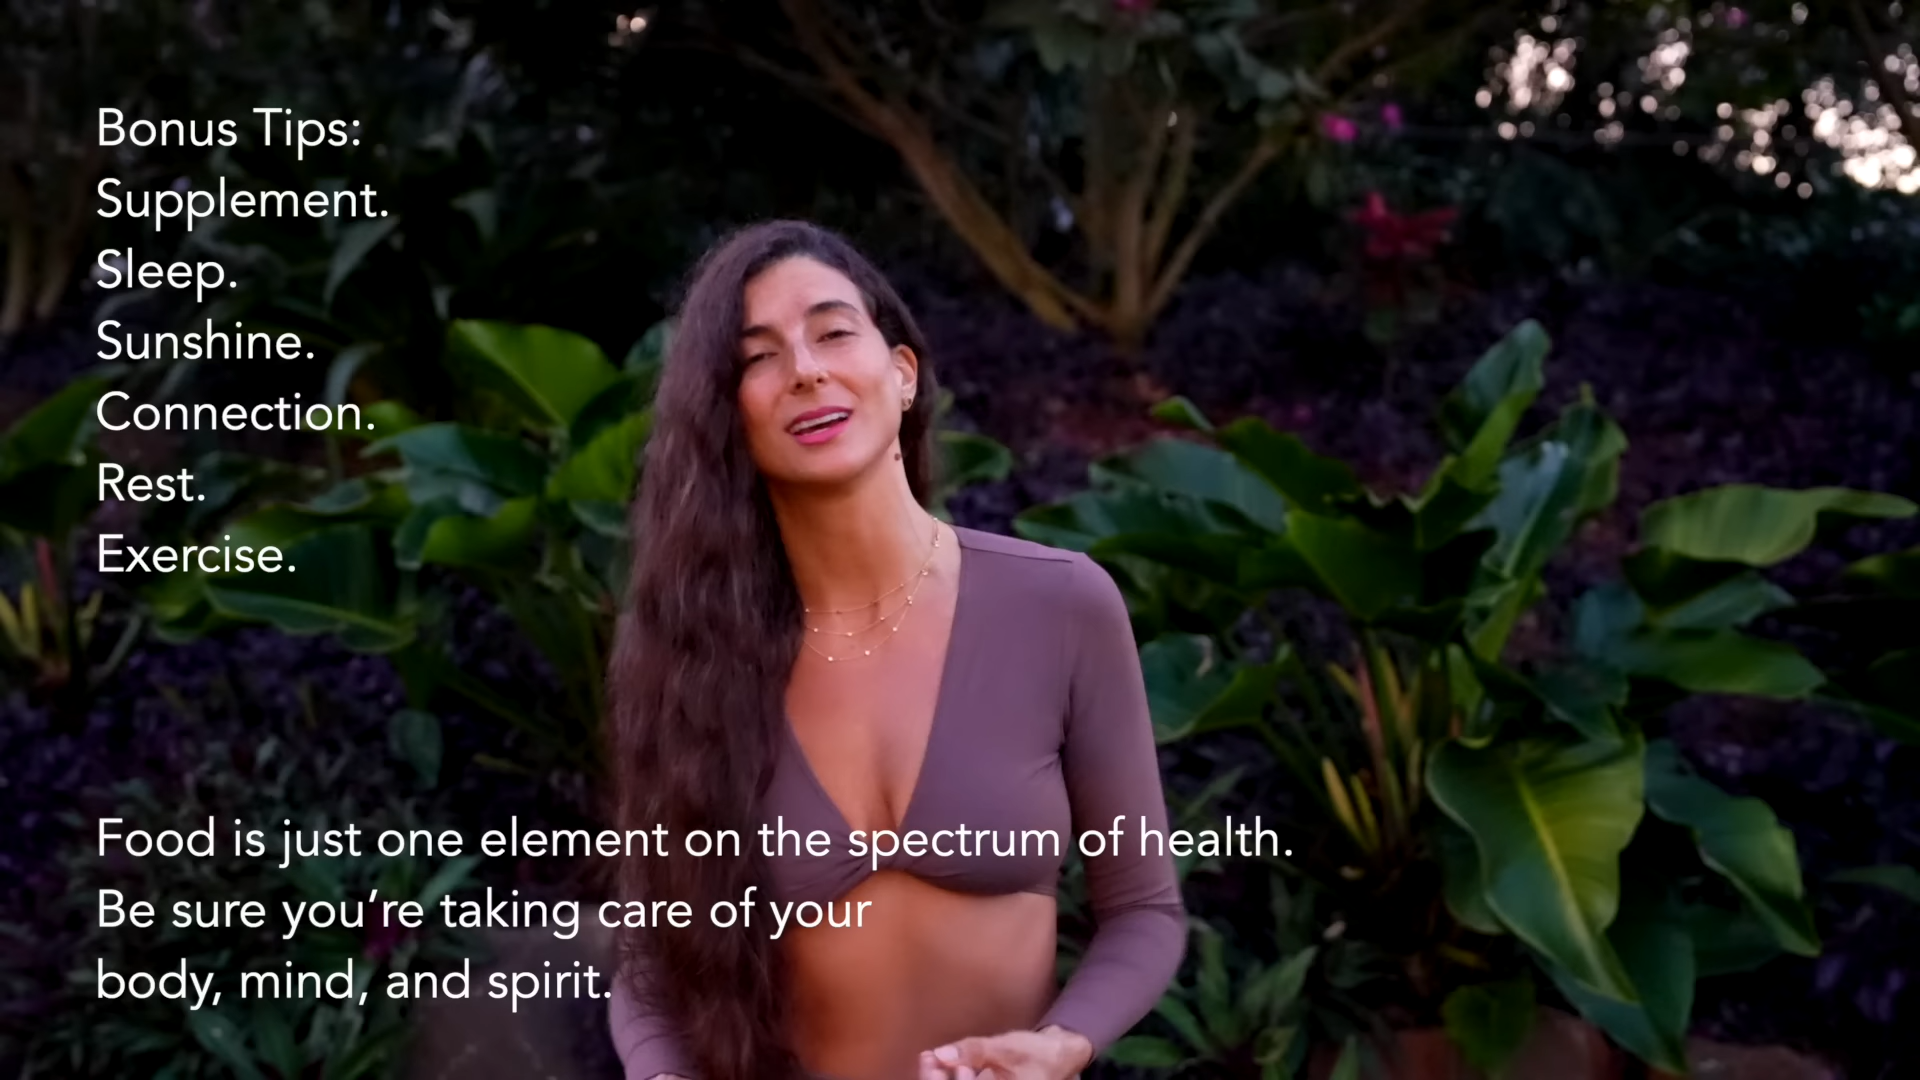 Bonus Tips:
Supplement.
Sleep.
Sunshine.
Connection.
Rest.
Exercise.
Food is just one element on the spectrum of health.
Be sure you’re taking care of your
body, mind, and spirit.